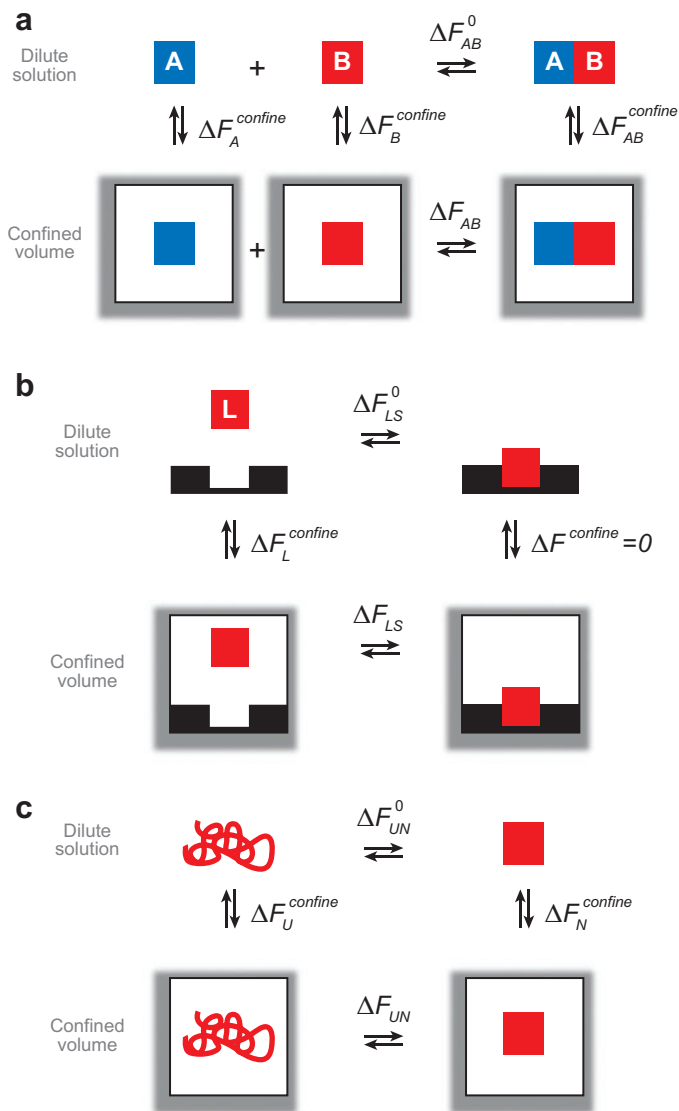 a
Dilute solution
A + B ΔF_AB^0 A B
ΔF_A^confine ΔF_B^confine ΔF_AB^confine
Confined volume
+ ΔF_AB
b
Dilute solution
L ΔF_LS^0
ΔF_L^confine ΔF^confine =0
Confined volume
ΔF_LS
c
Dilute solution
ΔF_UN^0
ΔF_U^confine ΔF_N^confine
Confined volume
ΔF_UN